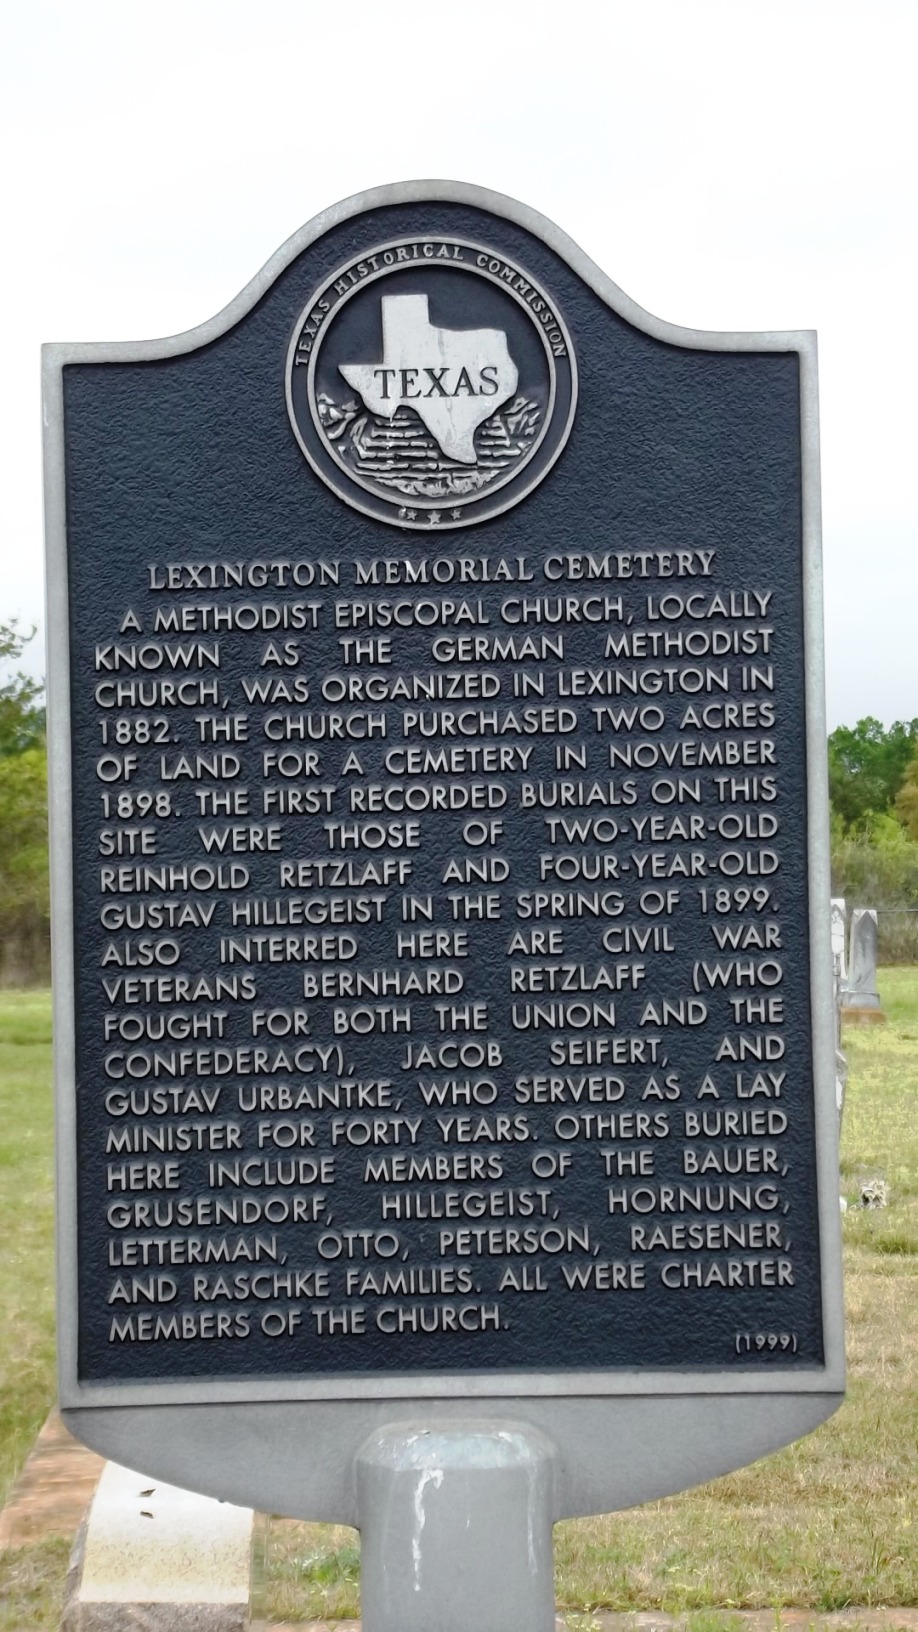 TEXAS HISTORICAL COMMISSION
TEXAS
LEXINGTON MEMORIAL CEMETERY
A METHODIST EPISCOPAL CHURCH, LOCALLY
KNOWN AS THE GERMAN METHODIST
CHURCH, WAS ORGANIZED IN LEXINGTON IN
1882. THE CHURCH PURCHASED TWO ACRES
OF LAND FOR A CEMETERY IN NOVEMBER
1898. THE FIRST RECORDED BURIALS ON THIS
SITE WERE THOSE OF TWO-YEAR-OLD
REINHOLD RETZLAFF AND FOUR-YEAR-OLD
GUSTAV HILLEGEIST IN THE SPRING OF 1899.
ALSO INTERRED HERE ARE CIVIL WAR
VETERANS BERNHARD RETZLAFF (WHO
FOUGHT FOR BOTH THE UNION AND THE
CONFEDERACY), JACOB SEIFERT, AND
GUSTAV URBANTKE, WHO SERVED AS A LAY
MINISTER FOR FORTY YEARS. OTHERS BURIED
HERE INCLUDE MEMBERS OF THE BAUER,
GRUSENDORF, HILLEGEIST, HORNUNG,
LETTERMAN, OTTO, PETERSON, RAESENER,
AND RASCHKE FAMILIES. ALL WERE CHARTER
MEMBERS OF THE CHURCH.
(1999)